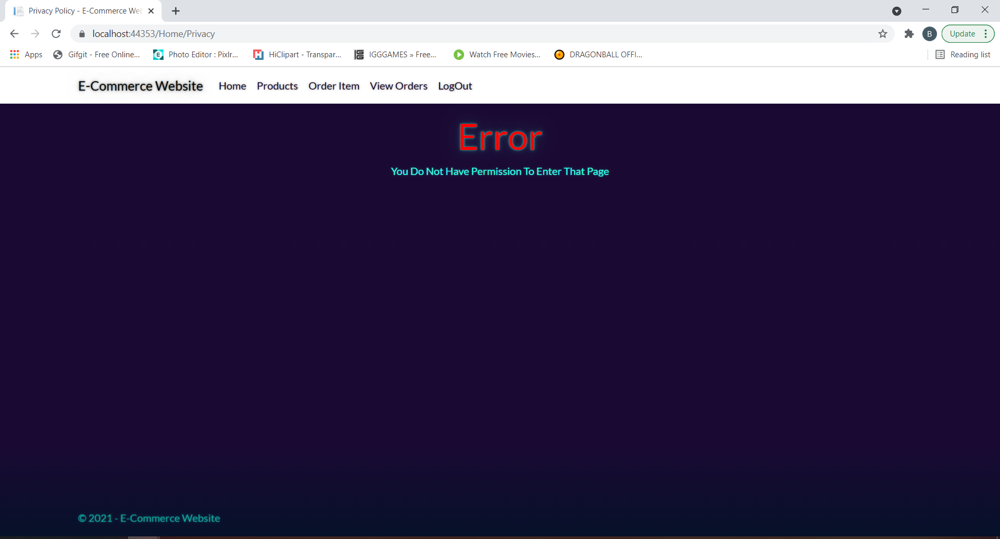 Privacy Policy - E-Commerce Web
localhost:44353/Home/Privacy
B
Update
Apps
Gifgit - Free Online...
Photo Editor : Pixlr...
HiClipart - Transpar...
IGGGAMES » Free...
Watch Free Movies...
DRAGONBALL OFFI...
Reading list
E-Commerce Website Home Products Order Item View Orders LogOut
Error
You Do Not Have Permission To Enter That Page
© 2021 - E-Commerce Website